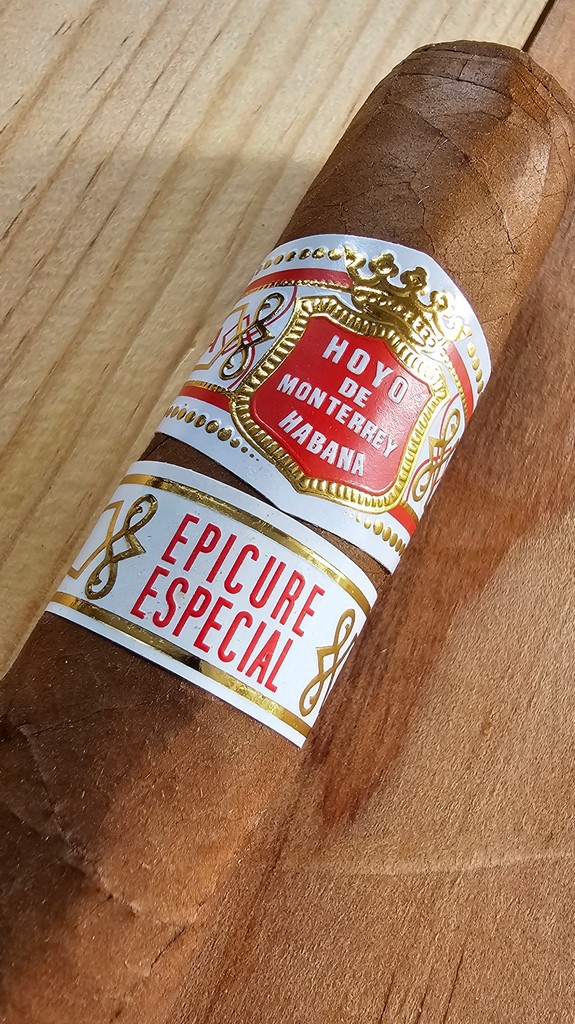 HOYO
DE
MONTERREY
HABANA
EPICURE
ESPECIAL